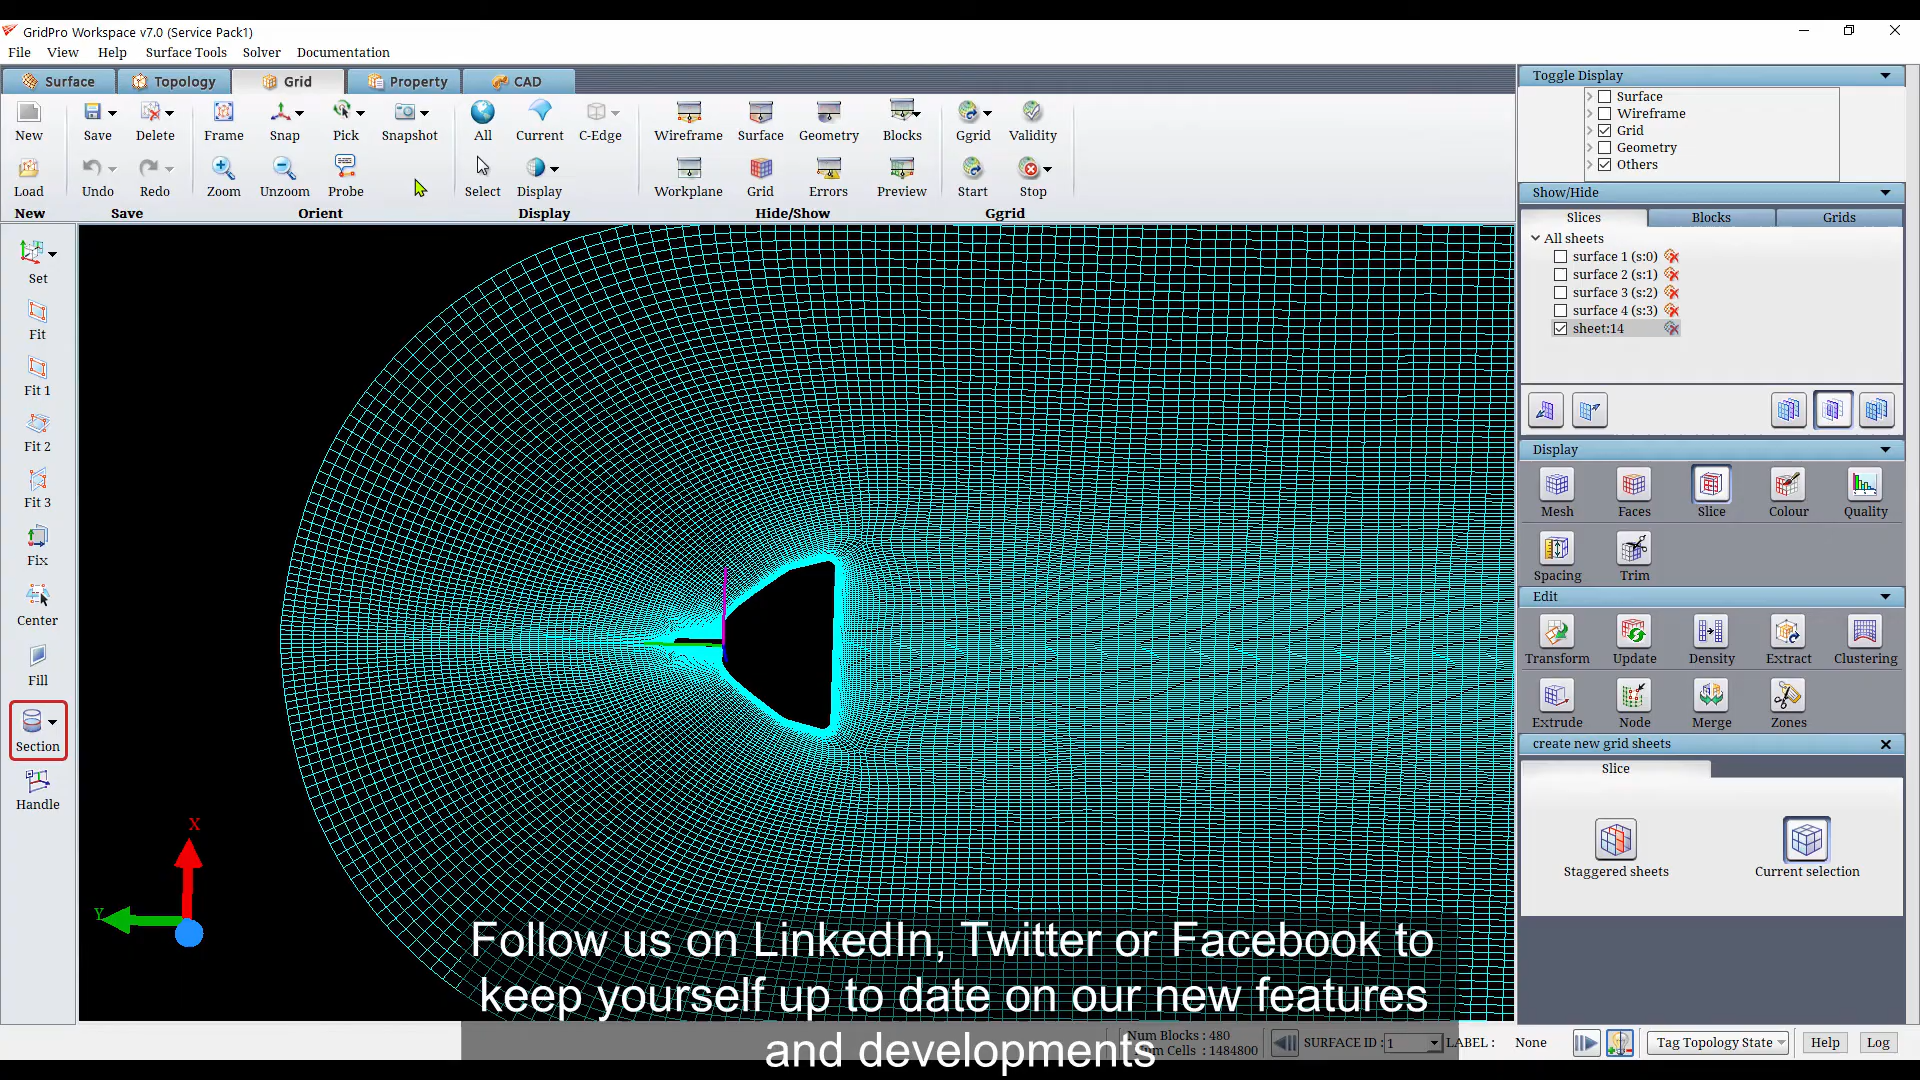 GridPro Workspace v7.0 (Service Pack1)
File View Help Surface Tools Solver Documentation
Surface Topology Grid Property CAD
New Save Delete Frame Snap Pick Snapshot All Current C-Edge Wireframe Surface Geometry Blocks Ggrid Validity
Load Undo Redo Zoom Unzoom Probe Select Display Workplane Grid Errors Preview Start Stop
New Save Orient Display Hide/Show Ggrid
Set
Fit
Fit 1
Fit 2
Fit 3
Fix
Center
Fill
Section
Handle
X
Y
Toggle Display
Surface
Wireframe
Grid
Geometry
Others
Show/Hide
Slices Blocks Grids
All sheets
surface 1 (s:0)
surface 2 (s:1)
surface 3 (s:2)
surface 4 (s:3)
sheet:14
Display
Mesh Faces Slice Colour Quality
Spacing Trim
Edit
Transform Update Density Extract Clustering
Extrude Node Merge Zones
create new grid sheets
Slice
Staggered sheets Current selection
Follow us on LinkedIn, Twitter or Facebook to
keep yourself up to date on our new features
and developments
Num Blocks : 480
Num Cells : 1484800
SURFACE ID : 1 LABEL : None Tag Topology State Help Log